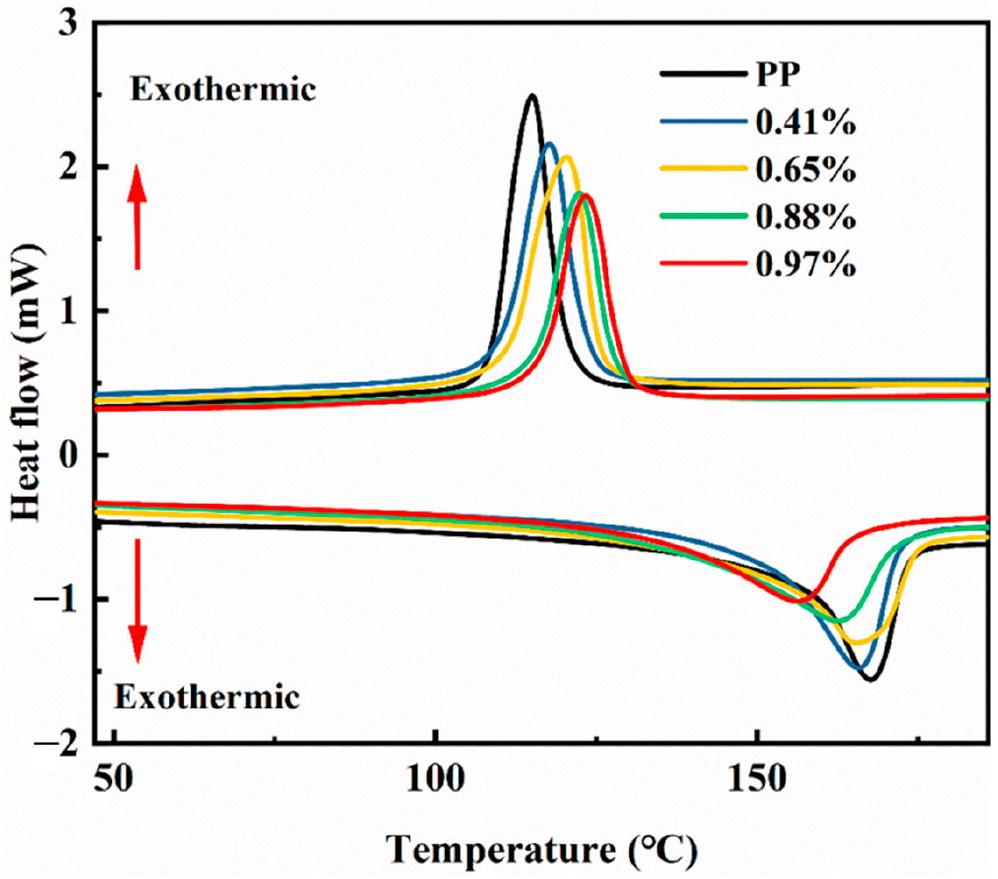 3
Exothermic
PP
0.41%
2
0.65%
0.88%
0.97%
1
Heat flow (mW)
0
−1
Exothermic
−2
50 100 150
Temperature (℃)